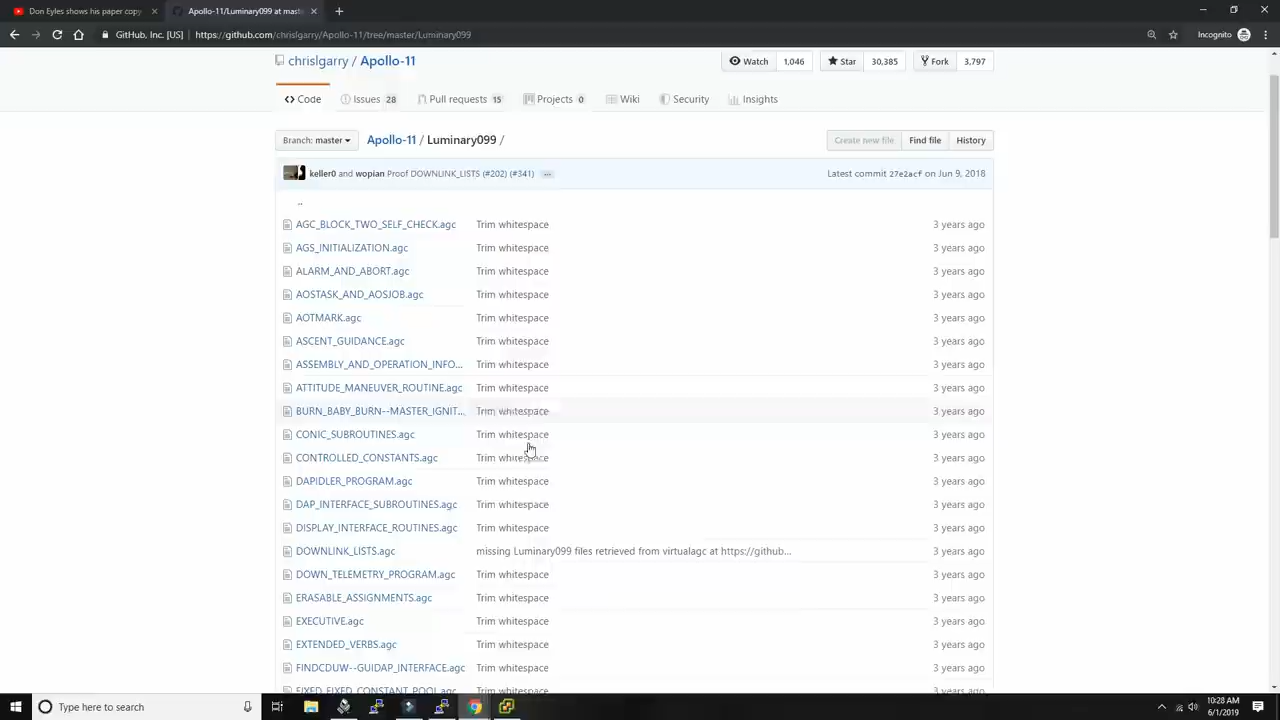 Don Eyles shows his paper copy
Apollo-11/Luminary099 at mast
GitHub, Inc. [US] https://github.com/chrislgarry/Apollo-11/tree/master/Luminary099
Incognito
chrislgarry / Apollo-11
Watch 1,046 Star 30,385 Fork 3,797
Code Issues 28 Pull requests 15 Projects 0 Wiki Security Insights
Branch: master Apollo-11 / Luminary099 / Create new file Find file History
keller0 and wopian Proof DOWNLINK_LISTS (#202) (#341) ... Latest commit 27e2acf on Jun 9, 2018
..
AGC_BLOCK_TWO_SELF_CHECK.agc Trim whitespace 3 years ago
AGS_INITIALIZATION.agc Trim whitespace 3 years ago
ALARM_AND_ABORT.agc Trim whitespace 3 years ago
AOSTASK_AND_AOSJOB.agc Trim whitespace 3 years ago
AOTMARK.agc Trim whitespace 3 years ago
ASCENT_GUIDANCE.agc Trim whitespace 3 years ago
ASSEMBLY_AND_OPERATION_INFO... Trim whitespace 3 years ago
ATTITUDE_MANEUVER_ROUTINE.agc Trim whitespace 3 years ago
BURN_BABY_BURN--MASTER_IGNIT... Trim whitespace 3 years ago
CONIC_SUBROUTINES.agc Trim whitespace 3 years ago
CONTROLLED_CONSTANTS.agc Trim whitespace 3 years ago
DAPIDLER_PROGRAM.agc Trim whitespace 3 years ago
DAP_INTERFACE_SUBROUTINES.agc Trim whitespace 3 years ago
DISPLAY_INTERFACE_ROUTINES.agc Trim whitespace 3 years ago
DOWNLINK_LISTS.agc missing Luminary099 files retrieved from virtualagc at https://github... 3 years ago
DOWN_TELEMETRY_PROGRAM.agc Trim whitespace 3 years ago
ERASABLE_ASSIGNMENTS.agc Trim whitespace 3 years ago
EXECUTIVE.agc Trim whitespace 3 years ago
EXTENDED_VERBS.agc Trim whitespace 3 years ago
FINDCDUW--GUIDAP_INTERFACE.agc Trim whitespace 3 years ago
FIXED_FIXED_CONSTANT_POOL.agc Trim whitespace 3 years ago
Type here to search
10:28 AM
6/1/2019